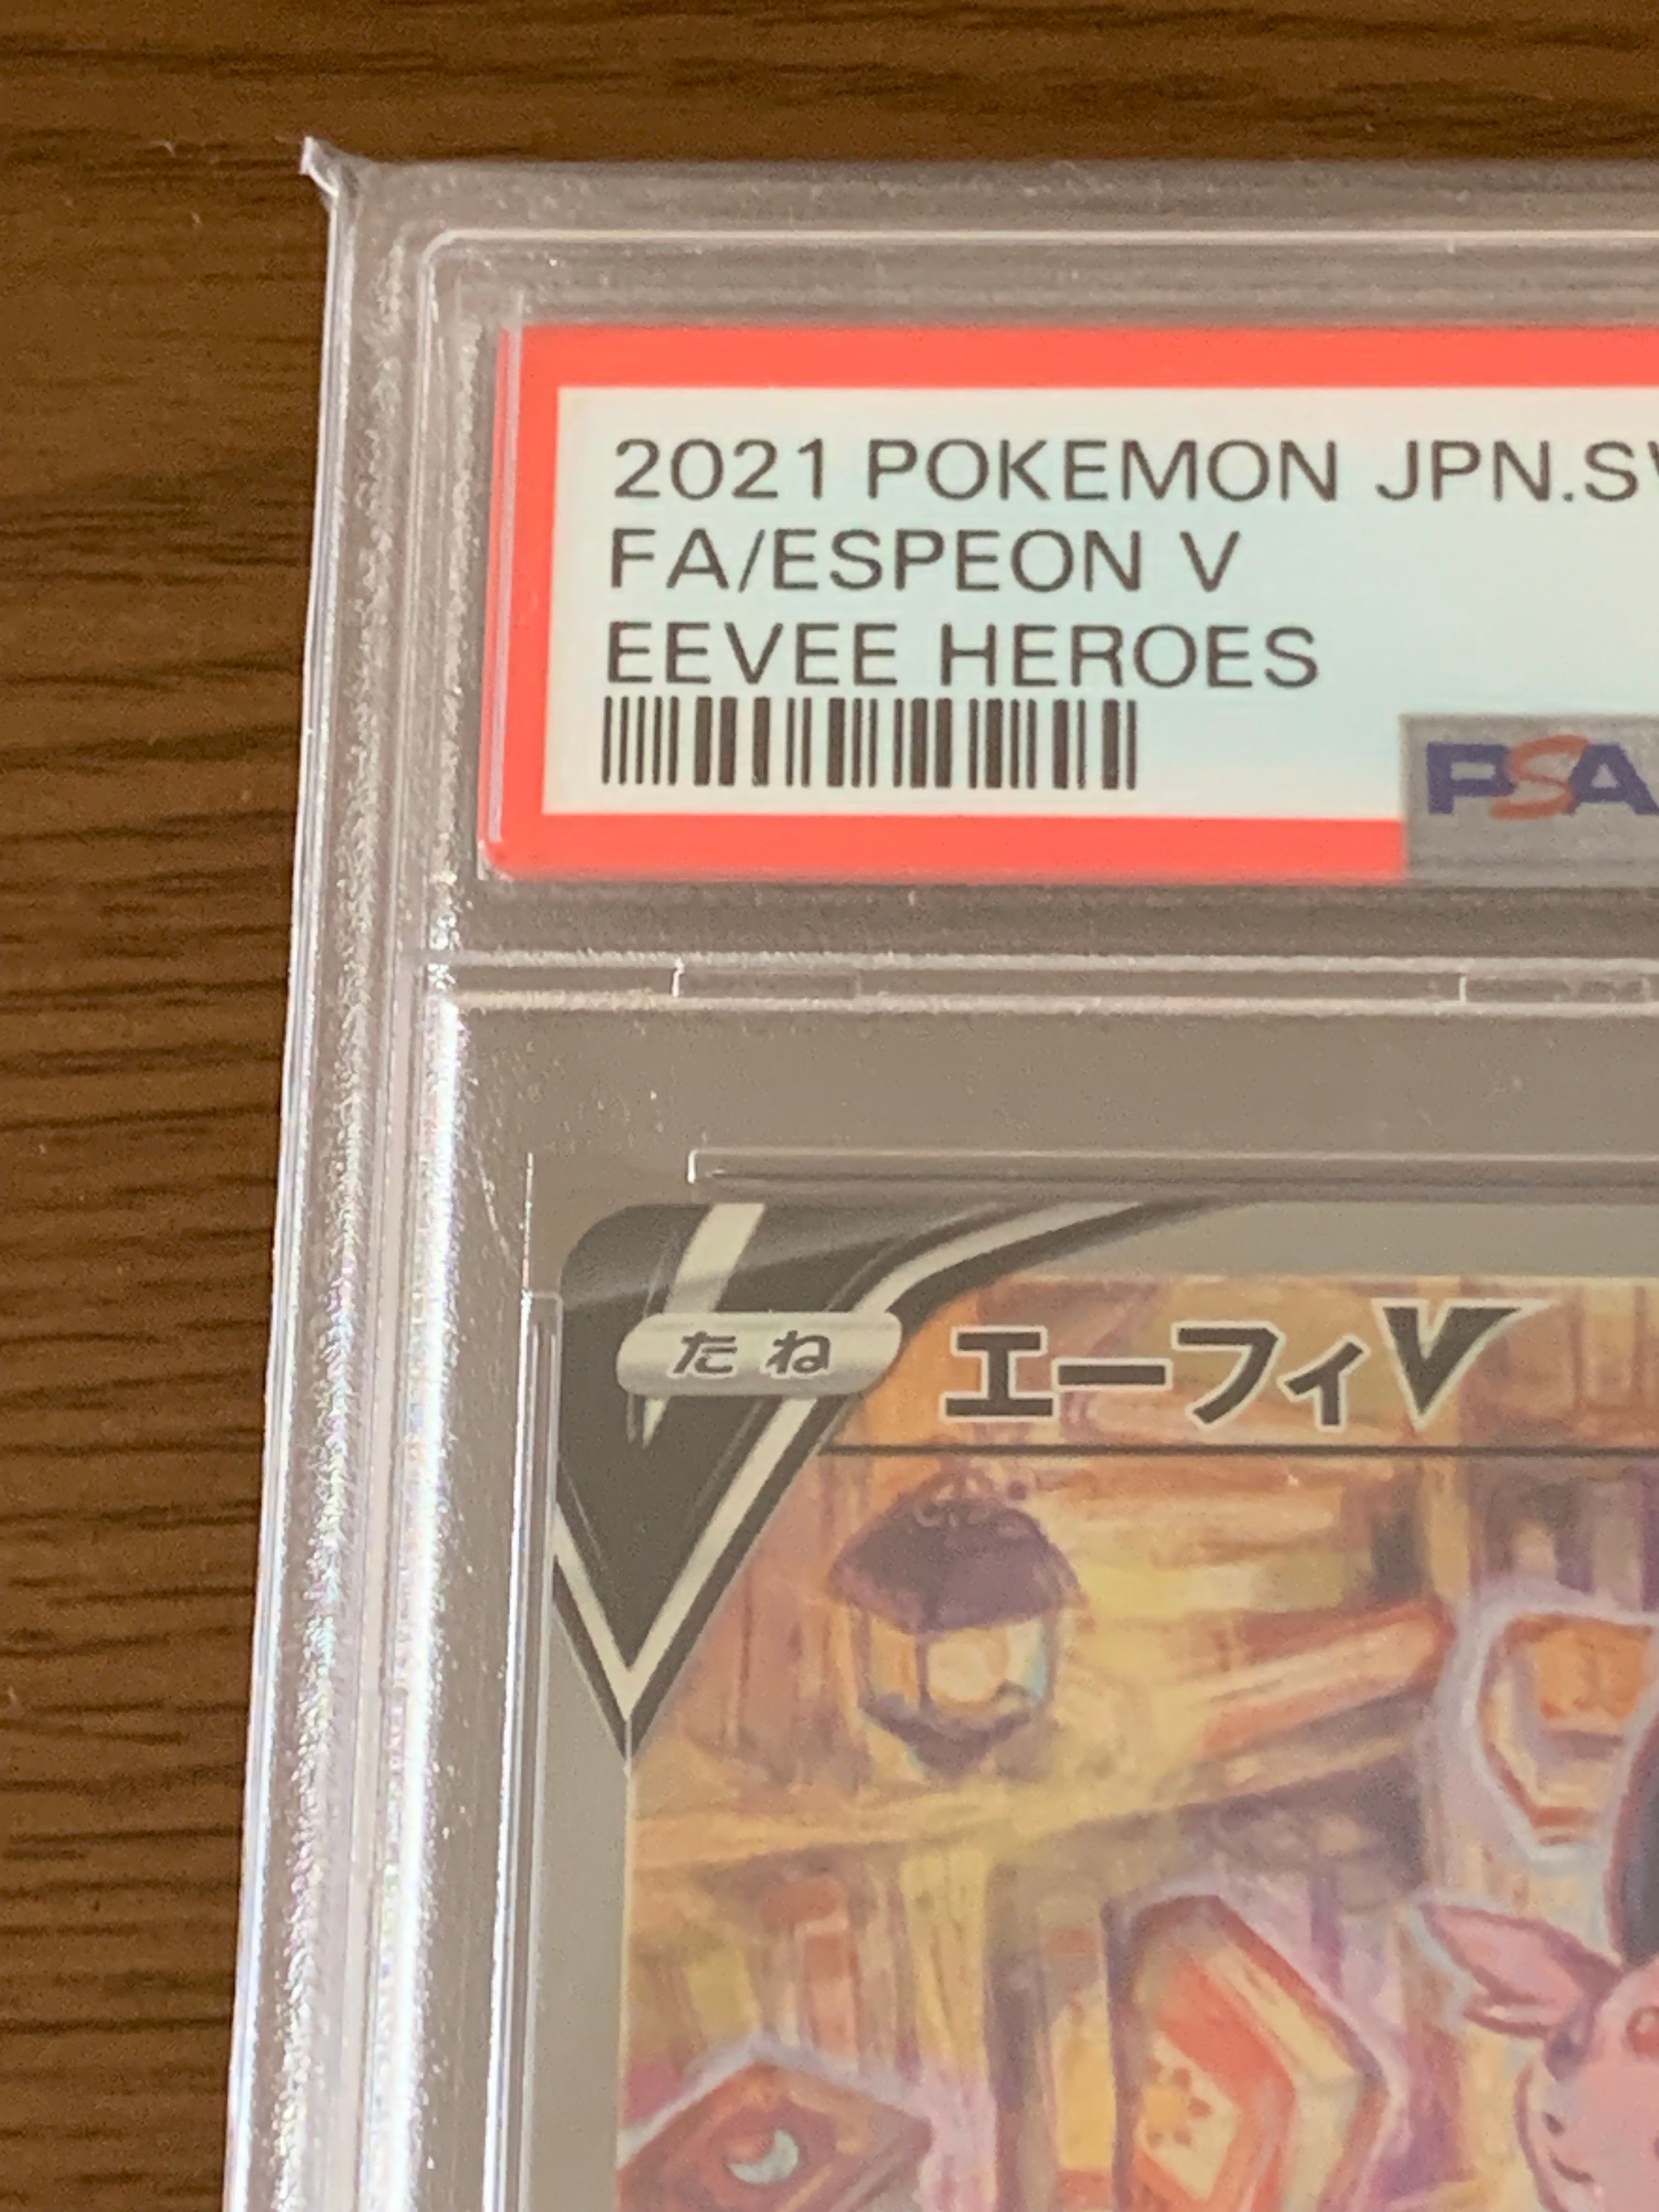 2021 POKEMON JPN.SW
FA/ESPEON V
EEVEE HEROES
PSA
たね エーフィV